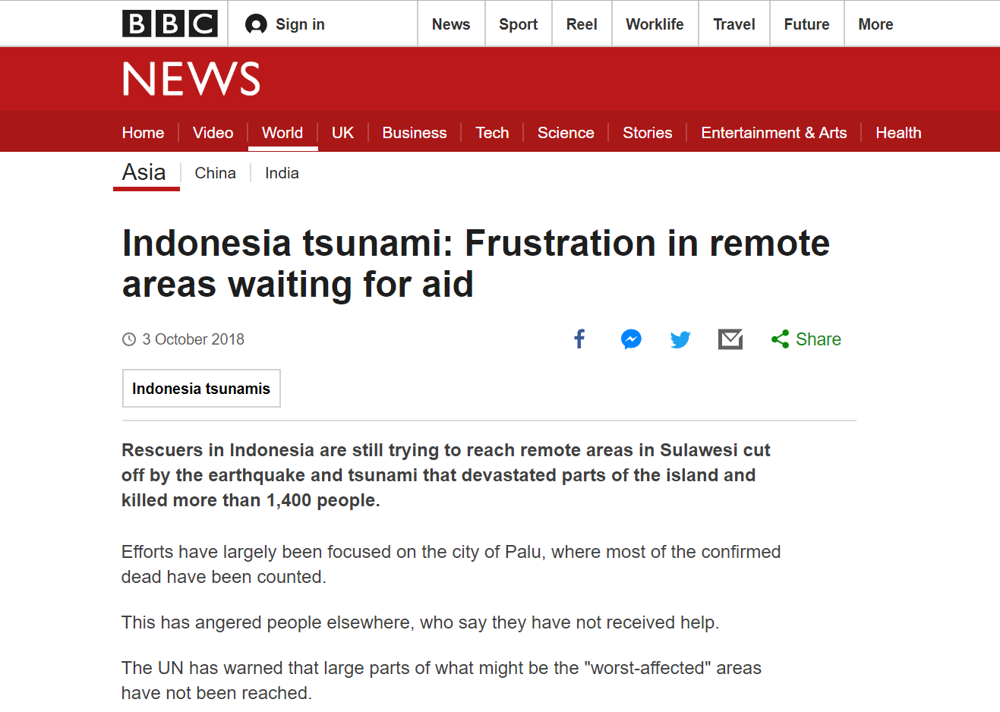 BBC Sign in News Sport Reel Worklife Travel Future More
NEWS
Home Video World UK Business Tech Science Stories Entertainment & Arts Health
Asia China India
Indonesia tsunami: Frustration in remote
areas waiting for aid
3 October 2018 Share
Indonesia tsunamis
Rescuers in Indonesia are still trying to reach remote areas in Sulawesi cut
off by the earthquake and tsunami that devastated parts of the island and
killed more than 1,400 people.
Efforts have largely been focused on the city of Palu, where most of the confirmed
dead have been counted.
This has angered people elsewhere, who say they have not received help.
The UN has warned that large parts of what might be the "worst-affected" areas
have not been reached.